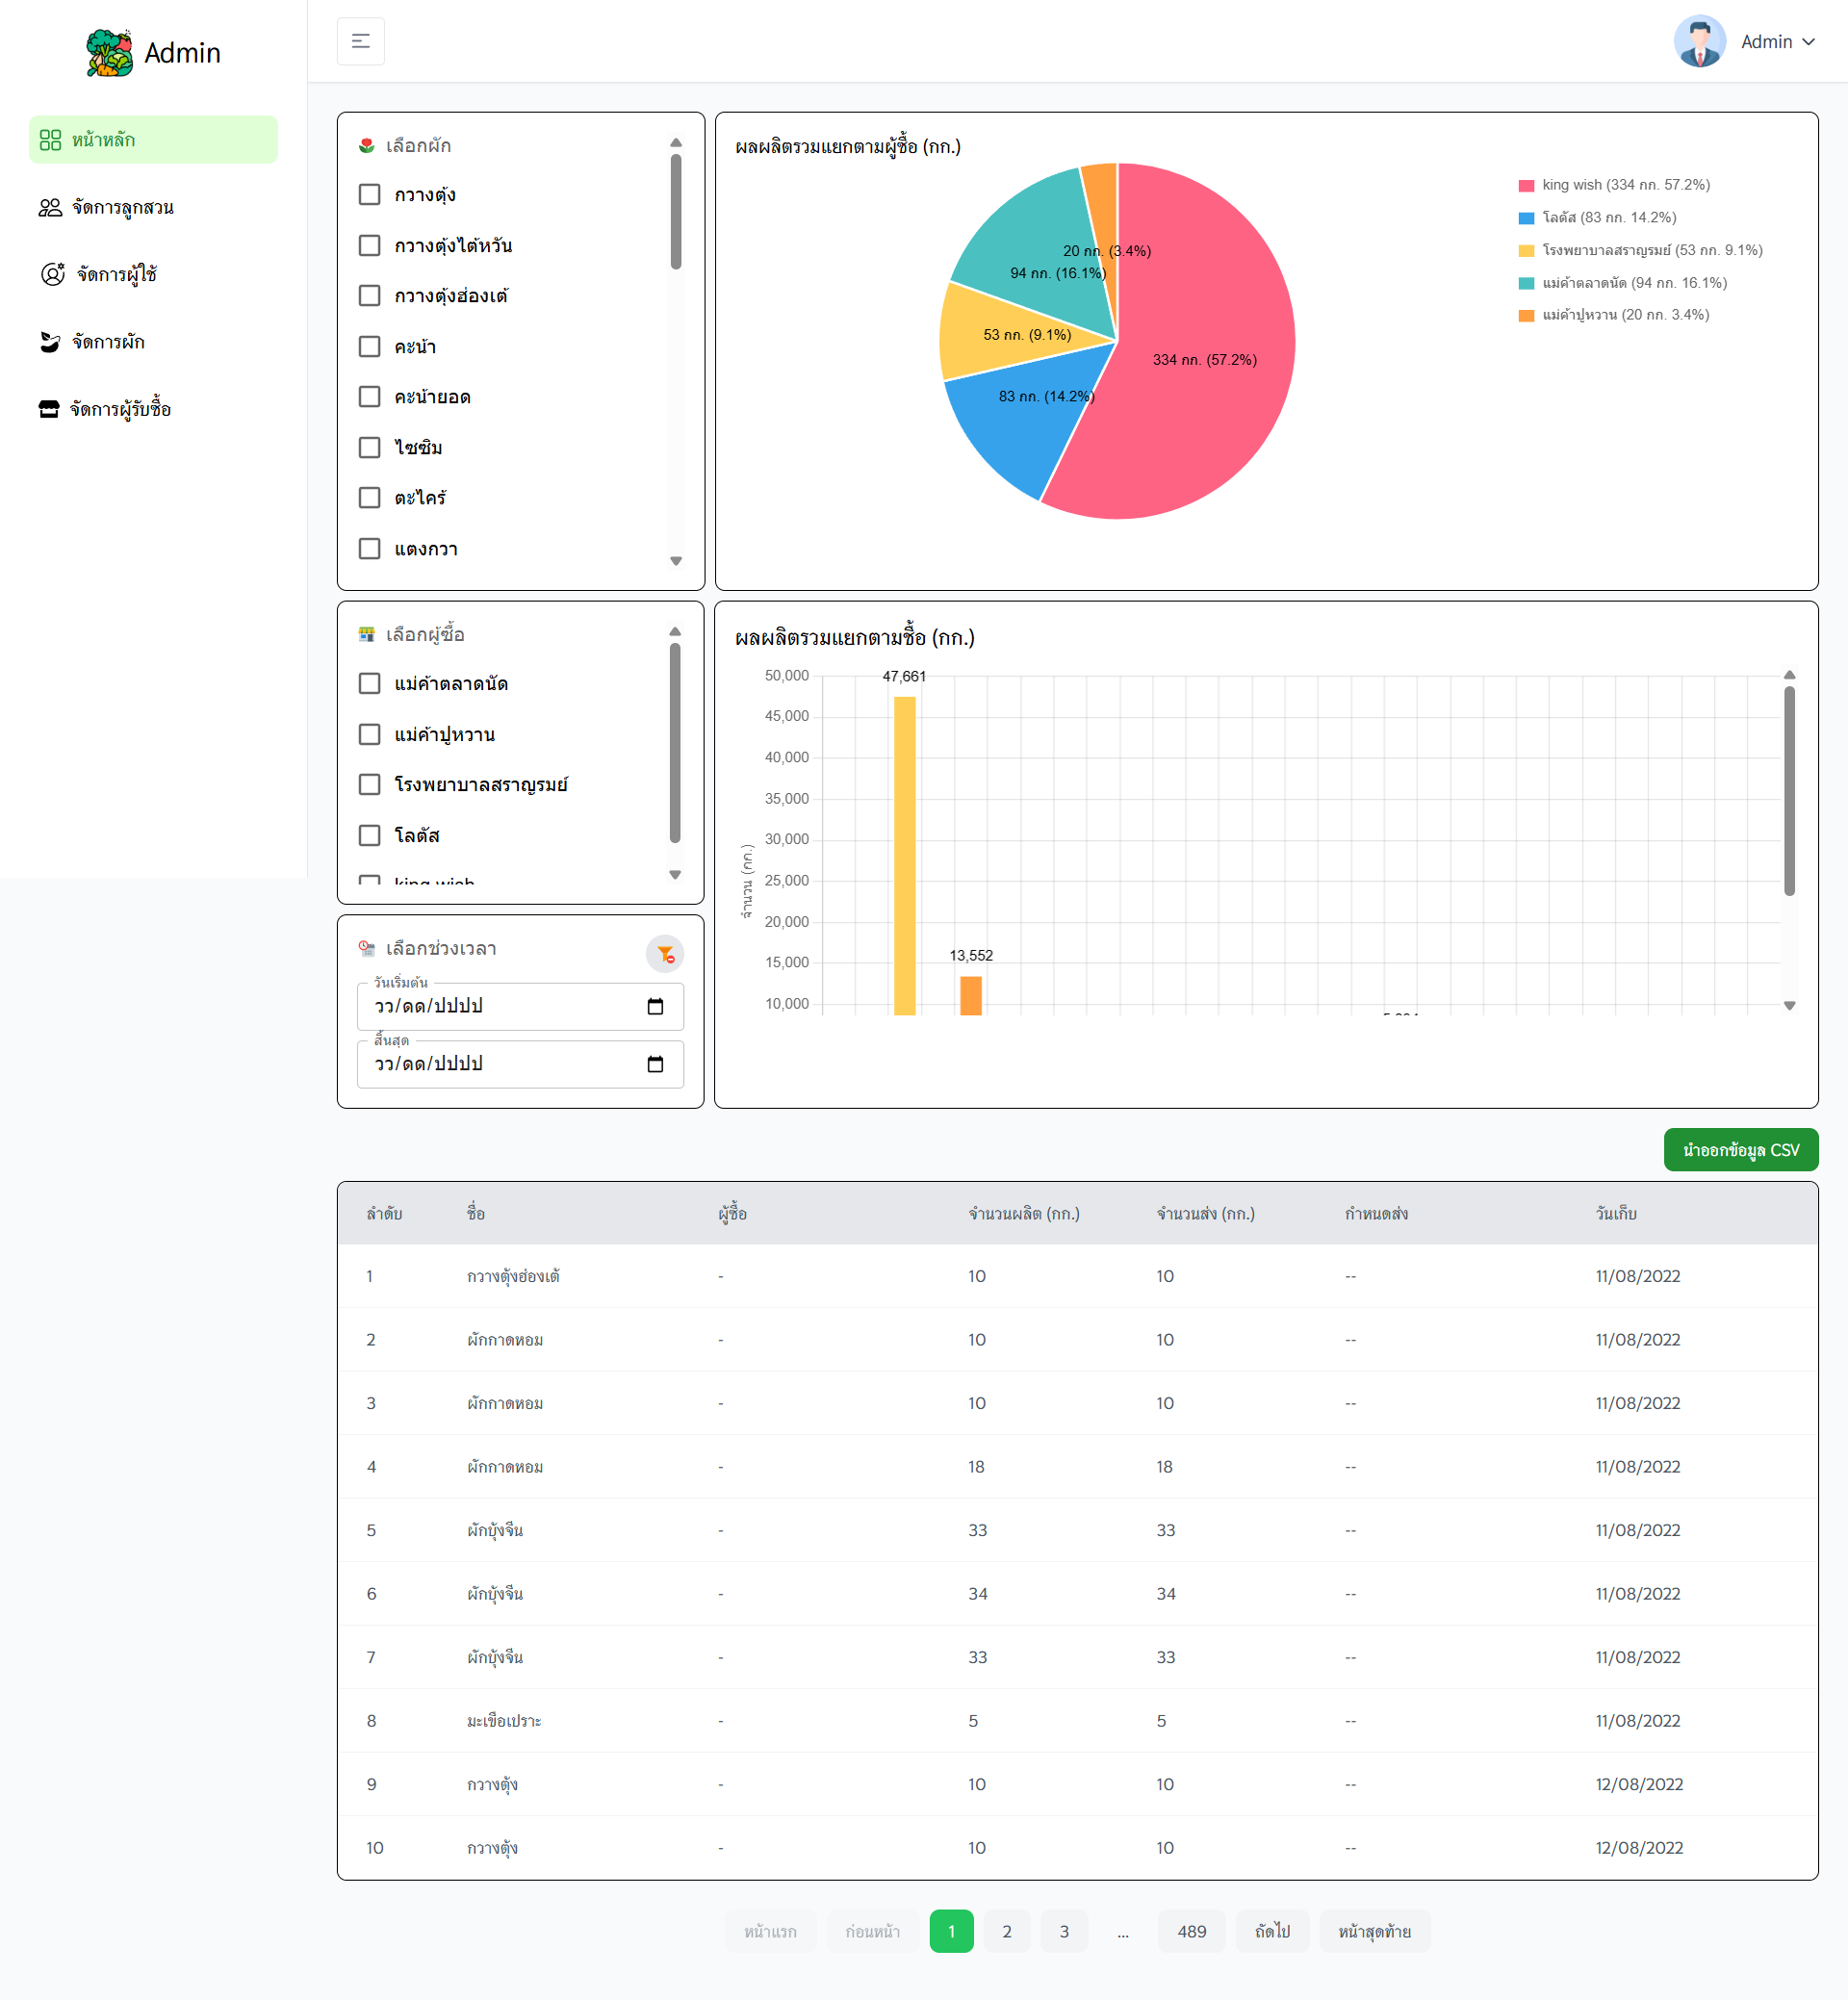 Admin
Admin
หน้าหลัก
จัดการลูกสวน
จัดการผู้ใช้
จัดการผัก
จัดการผู้รับซื้อ
เลือกผัก
กวางตุ้ง
กวางตุ้งไต้หวัน
กวางตุ้งฮ่องเต้
คะน้า
คะน้ายอด
ไซซิม
ตะไคร้
แตงกวา
ผลผลิตรวมแยกตามผู้ซื้อ (กก.)
20 กก. (3.4%)
94 กก. (16.1%)
53 กก. (9.1%)
334 กก. (57.2%)
83 กก. (14.2%)
king wish (334 กก. 57.2%)
โลตัส (83 กก. 14.2%)
โรงพยาบาลสราญรมย์ (53 กก. 9.1%)
แม่ค้าตลาดนัด (94 กก. 16.1%)
แม่ค้าปูหวาน (20 กก. 3.4%)
เลือกผู้ซื้อ
แม่ค้าตลาดนัด
แม่ค้าปูหวาน
โรงพยาบาลสราญรมย์
โลตัส
king wish
เลือกช่วงเวลา
วันเริ่มต้น
วว/ดด/ปปปป
สิ้นสุด
วว/ดด/ปปปป
ผลผลิตรวมแยกตามชื้อ (กก.)
50,000
45,000
40,000
35,000
30,000
25,000
20,000
15,000
10,000
จำนวน (กก.)
47,661
13,552
นำออกข้อมูล CSV
ลำดับ ชื่อ ผู้ซื้อ จำนวนผลิต (กก.) จำนวนส่ง (กก.) กำหนดส่ง วันเก็บ
1 กวางตุ้งฮ่องเต้ - 10 10 -- 11/08/2022
2 ผักกาดหอม - 10 10 -- 11/08/2022
3 ผักกาดหอม - 10 10 -- 11/08/2022
4 ผักกาดหอม - 18 18 -- 11/08/2022
5 ผักบุ้งจีน - 33 33 -- 11/08/2022
6 ผักบุ้งจีน - 34 34 -- 11/08/2022
7 ผักบุ้งจีน - 33 33 -- 11/08/2022
8 มะเขือเปราะ - 5 5 -- 11/08/2022
9 กวางตุ้ง - 10 10 -- 12/08/2022
10 กวางตุ้ง - 10 10 -- 12/08/2022
หน้าแรก ก่อนหน้า 1 2 3 ... 489 ถัดไป หน้าสุดท้าย